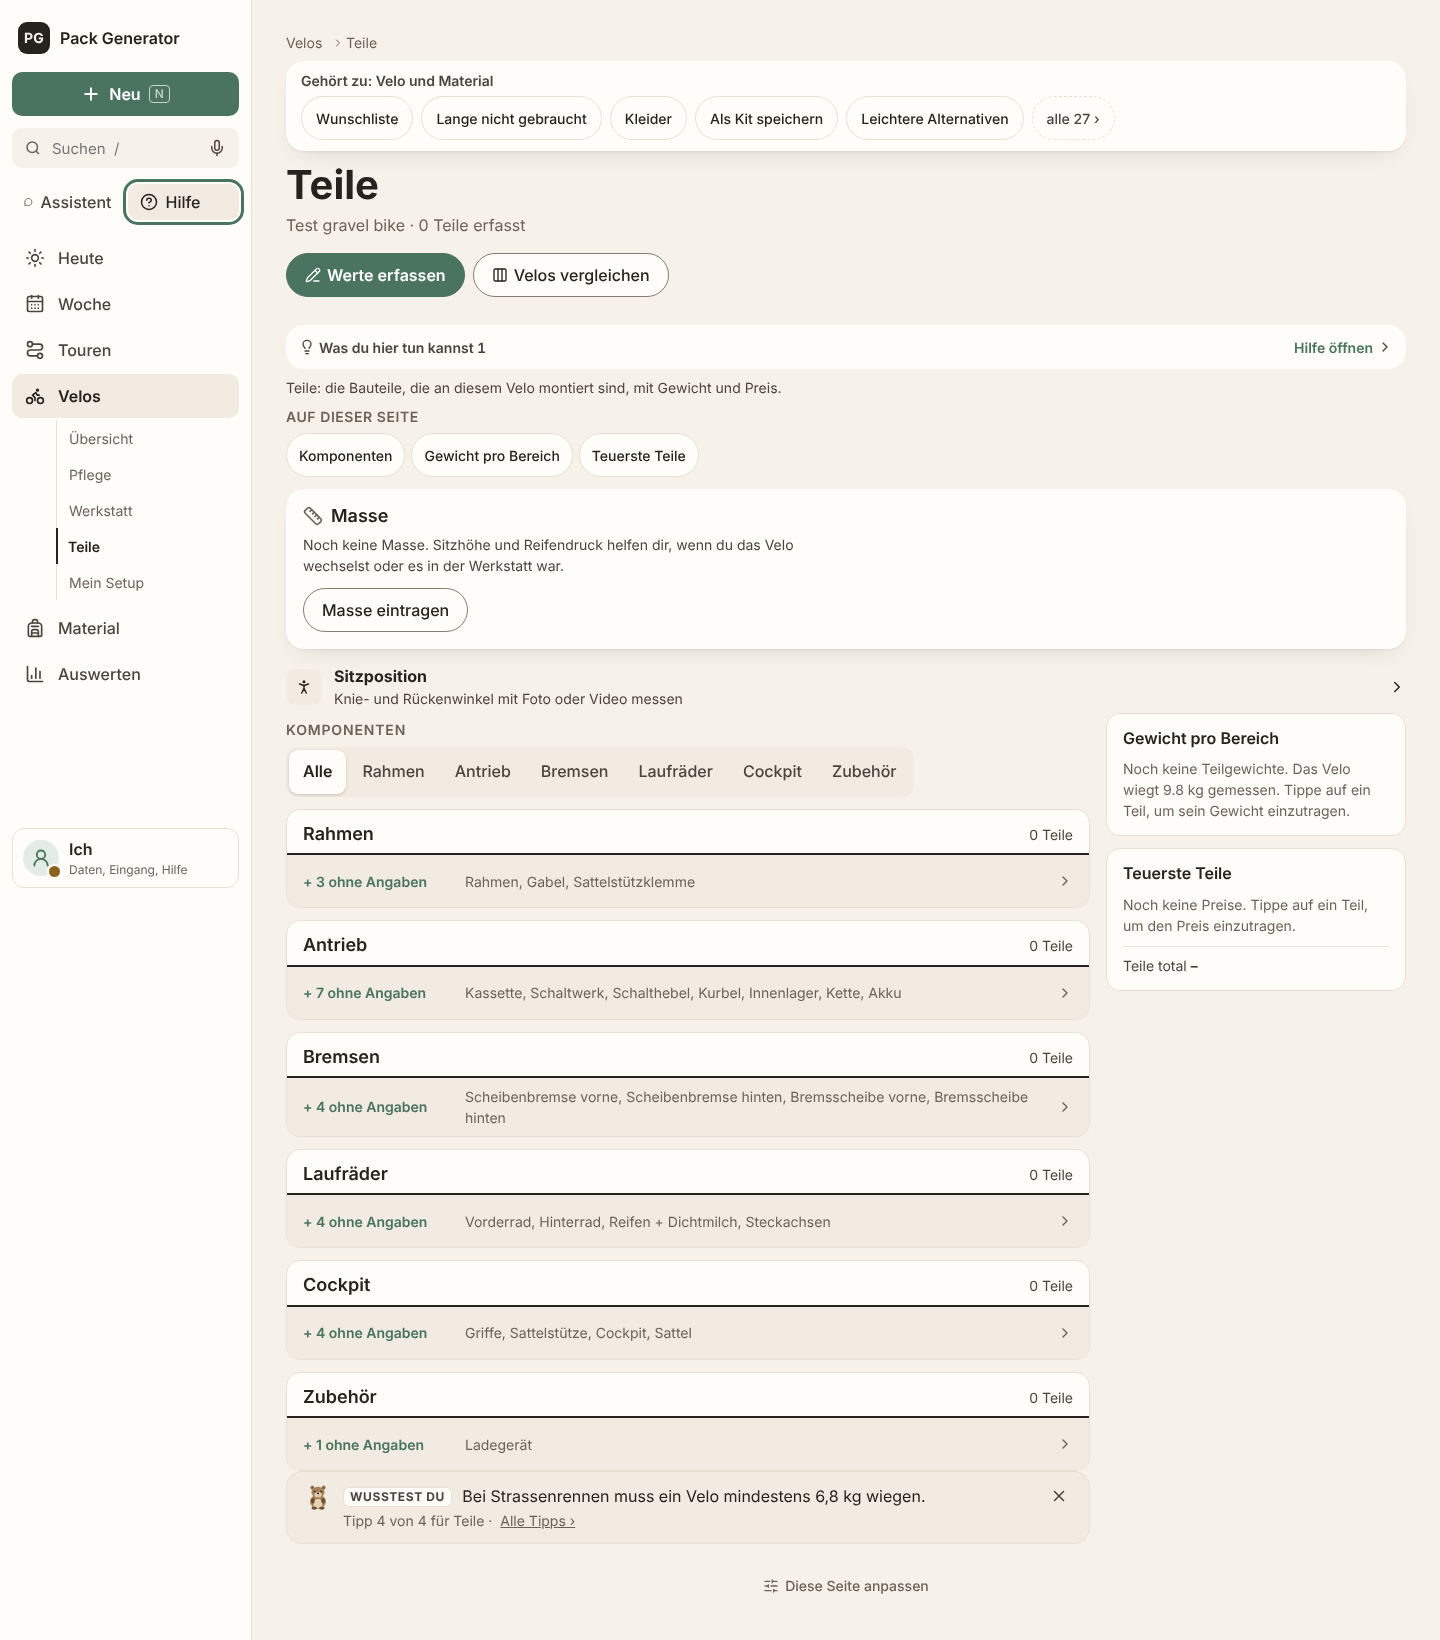 PG Pack Generator
+ Neu N
Suchen /
Assistent
Hilfe
Heute
Woche
Touren
Velos
Übersicht
Pflege
Werkstatt
Teile
Mein Setup
Material
Auswerten
Ich
Daten, Eingang, Hilfe
Velos › Teile
Gehört zu: Velo und Material
Wunschliste
Lange nicht gebraucht
Kleider
Als Kit speichern
Leichtere Alternativen
alle 27 ›
Teile
Test gravel bike · 0 Teile erfasst
Werte erfassen
Velos vergleichen
Was du hier tun kannst 1
Hilfe öffnen
Teile: die Bauteile, die an diesem Velo montiert sind, mit Gewicht und Preis.
AUF DIESER SEITE
Komponenten
Gewicht pro Bereich
Teuerste Teile
Masse
Noch keine Masse. Sitzhöhe und Reifendruck helfen dir, wenn du das Velo
wechselst oder es in der Werkstatt war.
Masse eintragen
Sitzposition
Knie- und Rückenwinkel mit Foto oder Video messen
KOMPONENTEN
Alle
Rahmen
Antrieb
Bremsen
Laufräder
Cockpit
Zubehör
Rahmen
0 Teile
+ 3 ohne Angaben
Rahmen, Gabel, Sattelstützklemme
Antrieb
0 Teile
+ 7 ohne Angaben
Kassette, Schaltwerk, Schalthebel, Kurbel, Innenlager, Kette, Akku
Bremsen
0 Teile
+ 4 ohne Angaben
Scheibenbremse vorne, Scheibenbremse hinten, Bremsscheibe vorne, Bremsscheibe
hinten
Laufräder
0 Teile
+ 4 ohne Angaben
Vorderrad, Hinterrad, Reifen + Dichtmilch, Steckachsen
Cockpit
0 Teile
+ 4 ohne Angaben
Griffe, Sattelstütze, Cockpit, Sattel
Zubehör
0 Teile
+ 1 ohne Angaben
Ladegerät
WUSSTEST DU Bei Strassenrennen muss ein Velo mindestens 6,8 kg wiegen.
Tipp 4 von 4 für Teile · Alle Tipps ›
Gewicht pro Bereich
Noch keine Teilgewichte. Das Velo
wiegt 9.8 kg gemessen. Tippe auf ein
Teil, um sein Gewicht einzutragen.
Teuerste Teile
Noch keine Preise. Tippe auf ein Teil,
um den Preis einzutragen.
Teile total –
Diese Seite anpassen